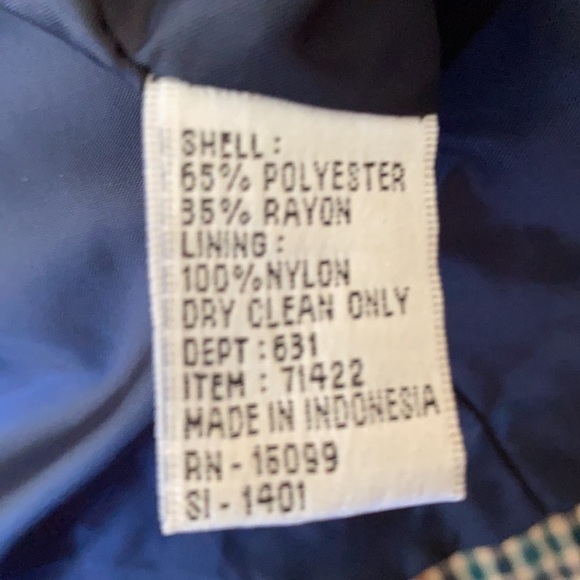 SHELL :
65% POLYESTER
35% RAYON
LINING :
100%NYLON
DRY CLEAN ONLY
DEPT : 631
ITEM : 71422
MADE IN INDONESIA
RN - 16099
SI - 1401